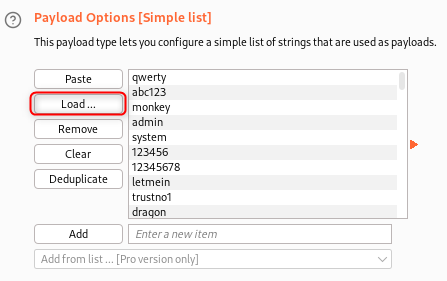 Payload Options [Simple list]
This payload type lets you configure a simple list of strings that are used as payloads.
Paste
Load ...
Remove
Clear
Deduplicate
qwerty
abc123
monkey
admin
system
123456
12345678
letmein
trustno1
dragon
Add
Enter a new item
Add from list ... [Pro version only]